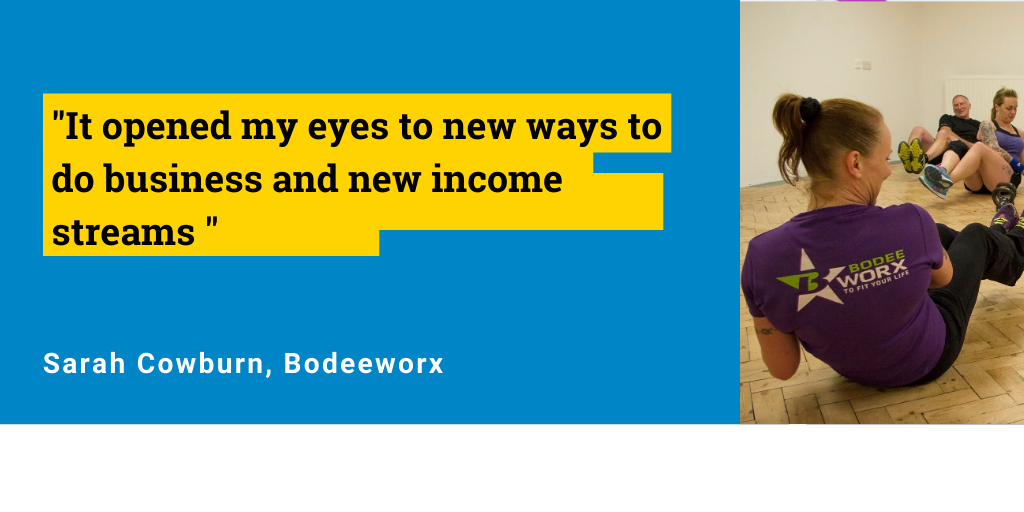 "It opened my eyes to new ways to
do business and new income
streams "
Sarah Cowburn, Bodeeworx
BODEE
WORX
TO FIT YOUR LIFE
B